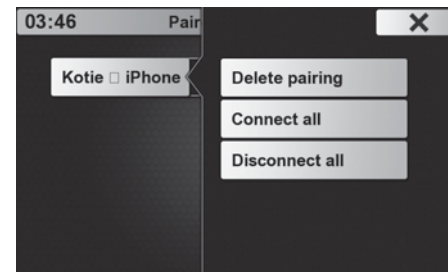 03:46 Pair
Kotie □ iPhone
Delete pairing
Connect all
Disconnect all